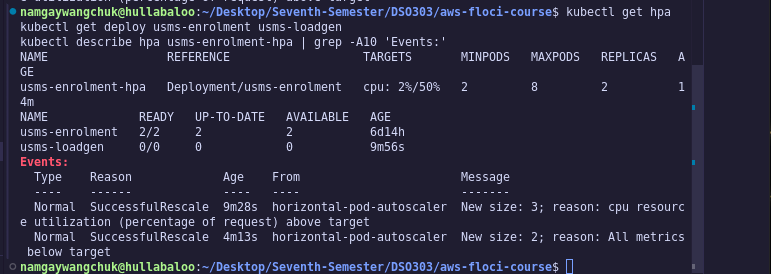 namgaywangchuk@hullabaloo:~/Desktop/Seventh-Semester/DSO303/aws-floci-course$ kubectl get hpa
kubectl get deploy usms-enrolment usms-loadgen
kubectl describe hpa usms-enrolment-hpa | grep -A10 'Events:'
NAME REFERENCE TARGETS MINPODS MAXPODS REPLICAS A
GE
usms-enrolment-hpa Deployment/usms-enrolment cpu: 2%/50% 2 8 2 1
4m
NAME READY UP-TO-DATE AVAILABLE AGE
usms-enrolment 2/2 2 2 6d14h
usms-loadgen 0/0 0 0 9m56s
Events:
Type Reason Age From Message
---- ------ ---- ---- -------
Normal SuccessfulRescale 9m28s horizontal-pod-autoscaler New size: 3; reason: cpu resourc
e utilization (percentage of request) above target
Normal SuccessfulRescale 4m13s horizontal-pod-autoscaler New size: 2; reason: All metrics
below target
namgaywangchuk@hullabaloo:~/Desktop/Seventh-Semester/DSO303/aws-floci-course$